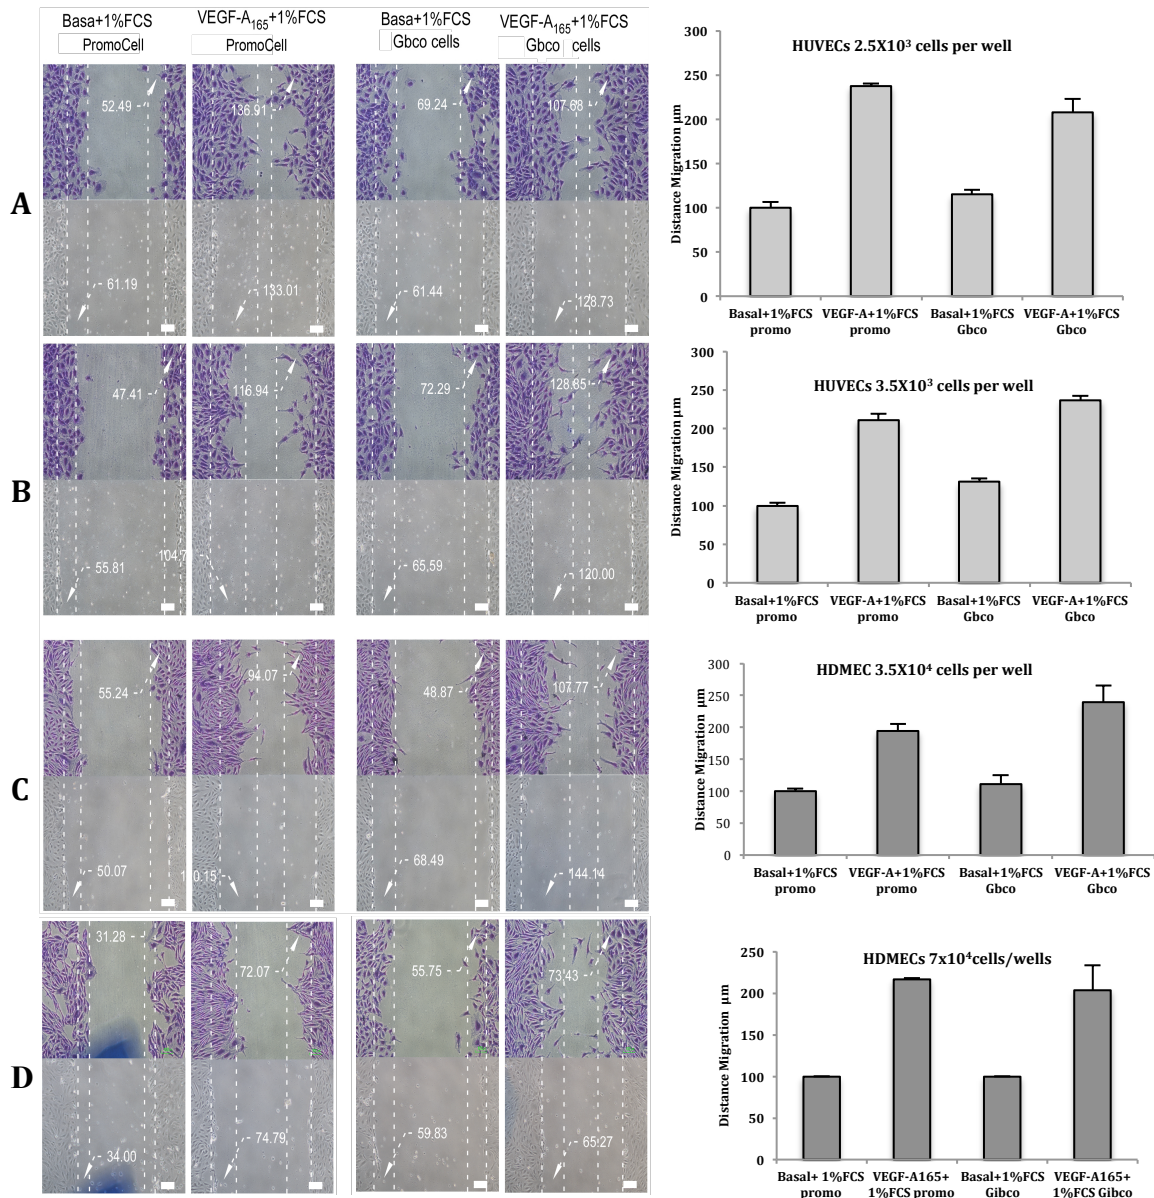 Basa+1%FCS
PromoCell
VEGF-A165+1%FCS
PromoCell
Basa+1%FCS
Gbco cells
VEGF-A165+1%FCS
Gbco cells
A
52.49
136.91
69.24
107.68
61.19
133.01
61.44
128.73
HUVECs 2.5X10³ cells per well
Distance Migration µm
300
250
200
150
100
50
0
Basal+1%FCS promo
VEGF-A+1%FCS promo
Basal+1%FCS Gbco
VEGF-A+1%FCS Gbco
B
47.41
116.94
72.29
128.85
55.81
104.7
65,59
120.00
HUVECs 3.5X10³ cells per well
Distance Migration µm
300
250
200
150
100
50
0
Basal+1%FCS promo
VEGF-A+1%FCS promo
Basal+1%FCS Gbco
VEGF-A+1%FCS Gbco
C
55.24
94.07
48.87
107.77
50.07
68.49
144.14
HDMEC 3.5X10⁴ cells per well
Distance Migration µm
300
250
200
150
100
50
0
Basal+1%FCS promo
VEGF-A+1%FCS promo
Basal+1%FCS Gbco
VEGF-A+1%FCS Gbco
D
31.28
72.07
55.75
73.43
34.00
74.79
59.83
65.27
HDMECs 7x10⁴cells/wells
Distance Migration µm
250
200
150
100
50
0
Basal+ 1%FCS promo
VEGF-A165+ 1%FCS promo
Basal+1%FCS Gibco
VEGF-A165+ 1%FCS Gibco